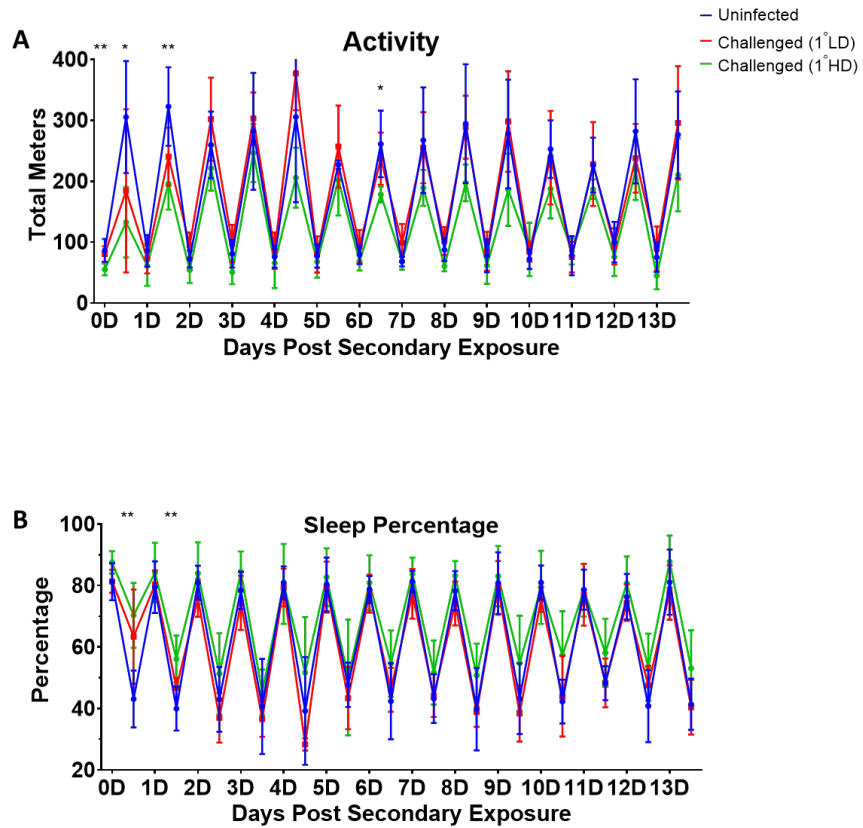 Uninfected
Challenged (1°LD)
Challenged (1°HD)
A
Activity
** * ** *
400
300
200
100
0
Total Meters
0D 1D 2D 3D 4D 5D 6D 7D 8D 9D 10D 11D 12D 13D
Days Post Secondary Exposure
B
Sleep Percentage
** **
100
80
60
40
20
Percentage
0D 1D 2D 3D 4D 5D 6D 7D 8D 9D 10D 11D 12D 13D
Days Post Secondary Exposure